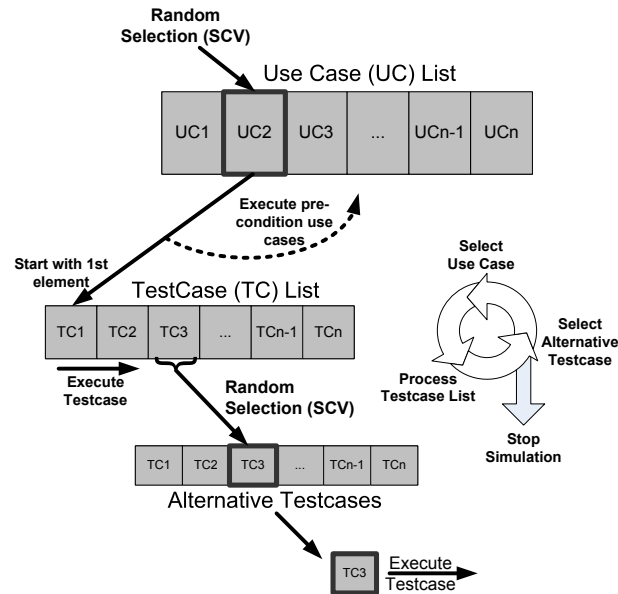 Random
Selection (SCV)
Use Case (UC) List
UC1 UC2 UC3 ... UCn-1 UCn
Execute pre-
condition use
cases
Start with 1st
element
TestCase (TC) List
TC1 TC2 TC3 ... TCn-1 TCn
Execute
Testcase
Random
Selection (SCV)
TC1 TC2 TC3 ... TCn-1 TCn
Alternative Testcases
TC3
Execute
Testcase
Select
Use Case
Select
Alternative
Testcase
Process
Testcase List
Stop
Simulation